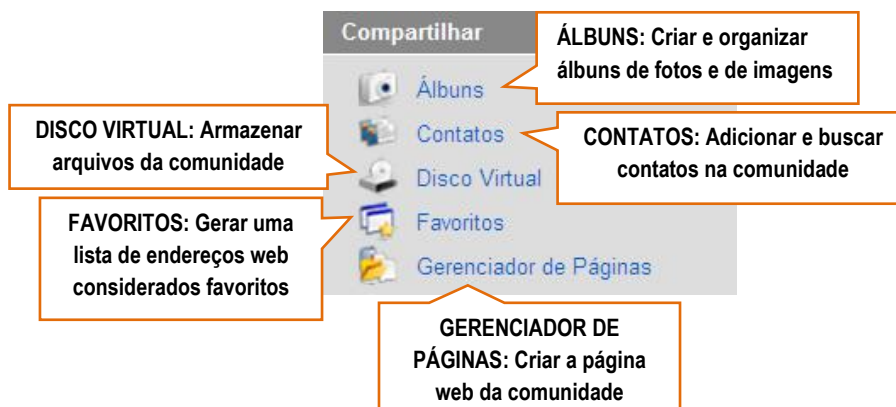 Compartilhar
ÁLBUNS: Criar e organizar
álbuns de fotos e de imagens
Álbuns
DISCO VIRTUAL: Armazenar
arquivos da comunidade
Contatos
CONTATOS: Adicionar e buscar
contatos na comunidade
Disco Virtual
FAVORITOS: Gerar uma
lista de endereços web
considerados favoritos
Favoritos
Gerenciador de Páginas
GERENCIADOR DE
PÁGINAS: Criar a página
web da comunidade